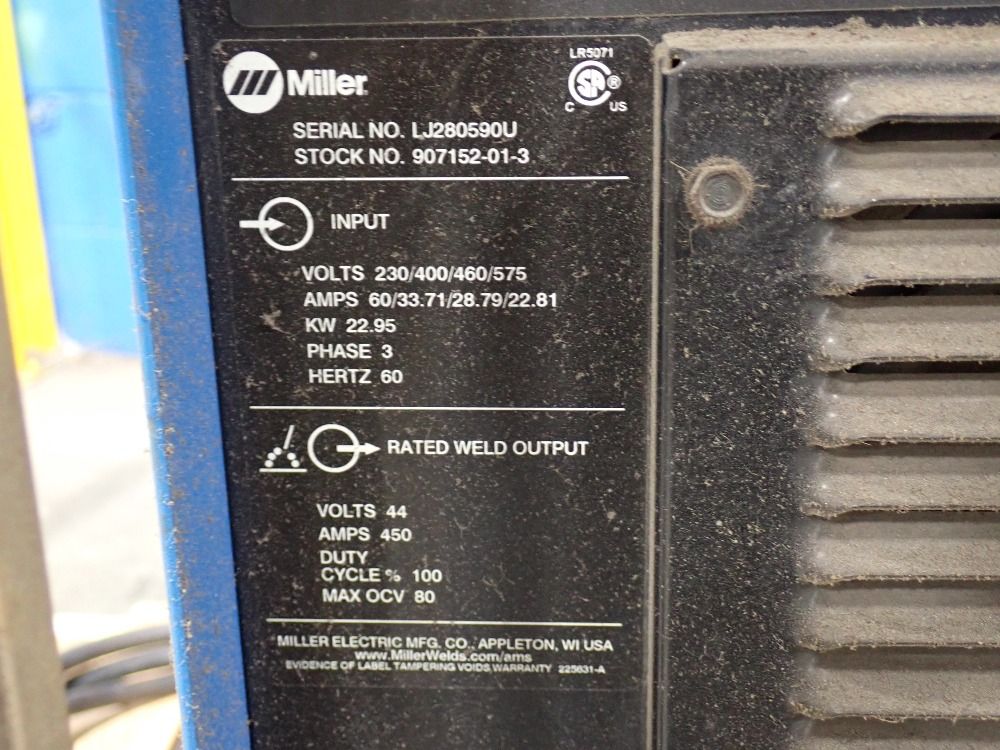 LR5071
Miller
SA ®
C US
SERIAL NO. LJ280590U
STOCK NO. 907152-01-3
INPUT
VOLTS 230/400/460/575
AMPS 60/33.71/28.79/22.81
KW 22.95
PHASE 3
HERTZ 60
RATED WELD OUTPUT
VOLTS 44
AMPS 450
DUTY
CYCLE % 100
MAX OCV 80
MILLER ELECTRIC MFG. CO., APPLETON, WI USA
www.MillerWelds.com/ams
EVIDENCE OF LABEL TAMPERING VOIDS WARRANTY 225631-A